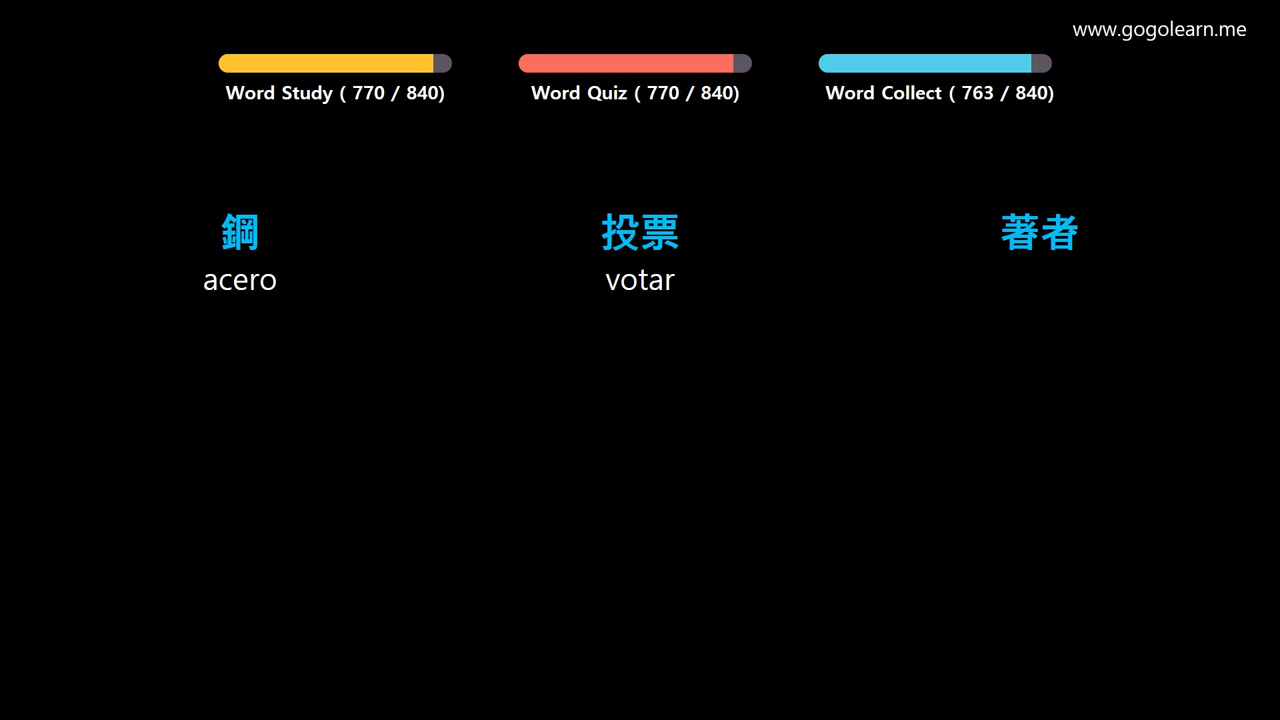 www.gogolearn.me
Word Study ( 770 / 840)
Word Quiz ( 770 / 840)
Word Collect ( 763 / 840)
鋼
acero
投票
votar
著者